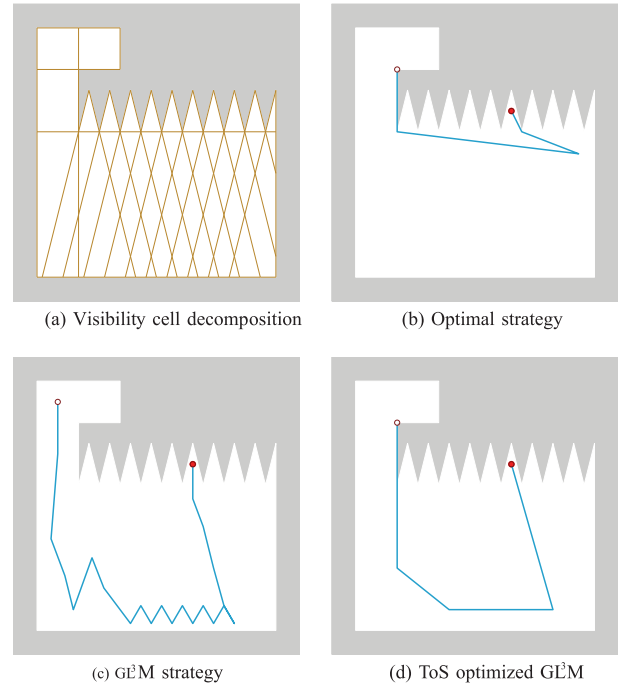 (a) Visibility cell decomposition
(b) Optimal strategy
(c) GL³M strategy
(d) ToS optimized GL³M